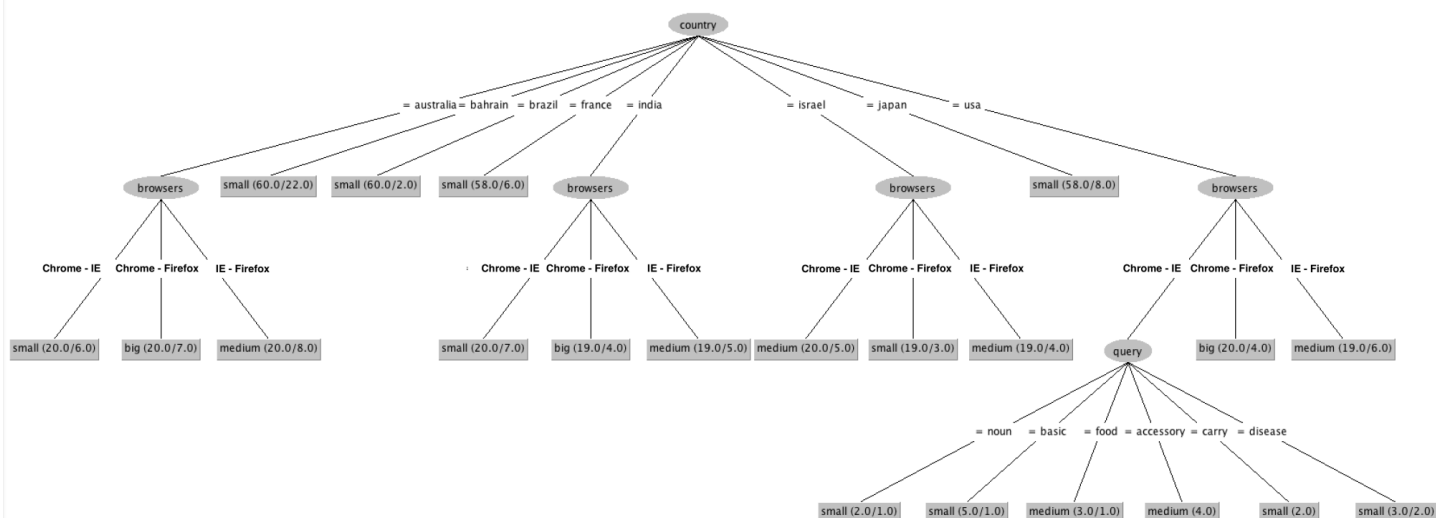 country
= australia= bahrain = brazil = france = india = israel = japan = usa
browsers small (60.0/22.0) small (60.0/2.0) small (58.0/6.0) browsers browsers small (58.0/8.0) browsers
Chrome - IE Chrome - Firefox IE - Firefox Chrome - IE Chrome - Firefox IE - Firefox Chrome - IE Chrome - Firefox IE - Firefox Chrome - IE Chrome - Firefox IE - Firefox
small (20.0/6.0) big (20.0/7.0) medium (20.0/8.0) small (20.0/7.0) big (19.0/4.0) medium (19.0/5.0) medium (20.0/5.0) small (19.0/3.0) medium (19.0/4.0) query big (20.0/4.0) medium (19.0/6.0)
= noun = basic = food = accessory = carry = disease
small (2.0/1.0) small (5.0/1.0) medium (3.0/1.0) medium (4.0) small (2.0) small (3.0/2.0)